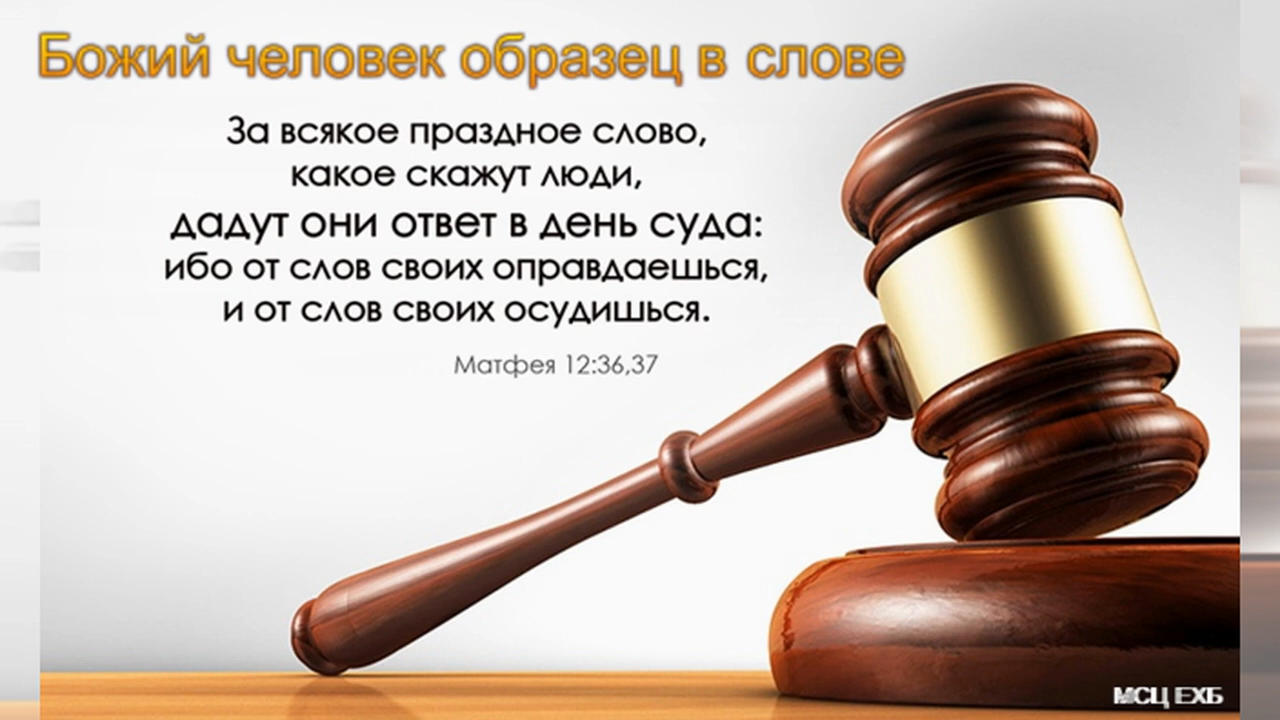 Божий человек образец в слове
За всякое праздное слово,
какое скажут люди,
дадут они ответ в день суда:
ибо от слов своих оправдаешься,
и от слов своих осудишься.
Матфея 12:36,37
МСЦ ЕХБ